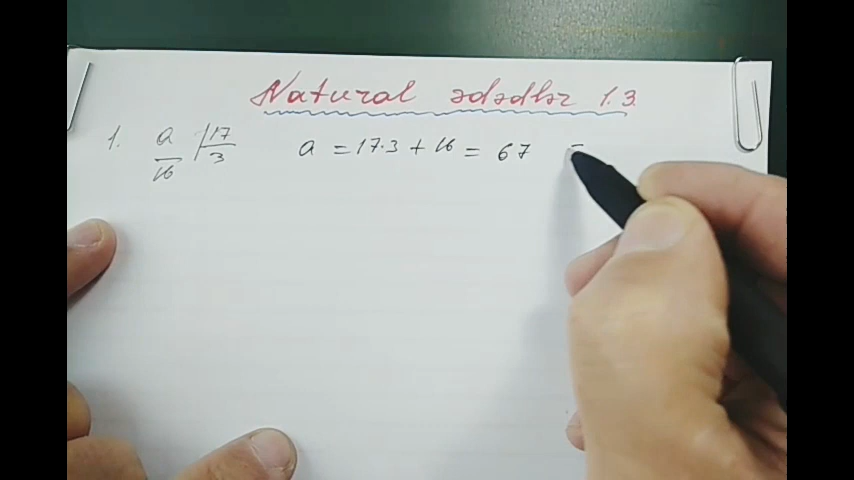 Natural ədədlər 1.3.
1. a | 17 a = 17·3 + 16 = 67
16 3